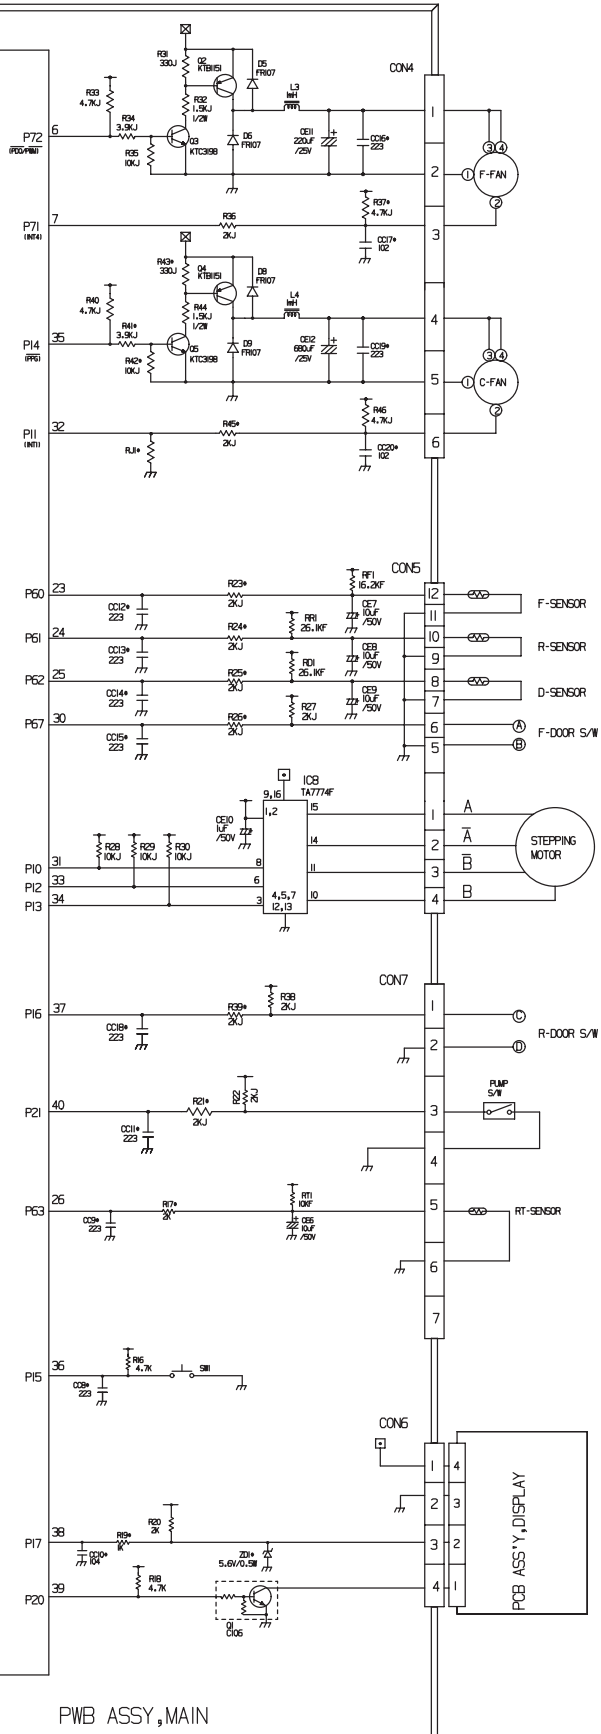 R31
330J
Q2
KTB1151
D5
FR107
L3
1mH
CON4
R33
4.7KJ
R34
3.9KJ
R32
1.5KJ
1/2W
Q3
KTC3198
R35
10KJ
D6
FR107
CE11
220uF
/25V
CC16*
223
1
2
3
P72
6
(PDO/PWM)
3 4
1
F-FAN
2
P71
7
(INT4)
R36
2KJ
R37*
4.7KJ
CC17*
102
R43*
330J
Q4
KTB1151
D8
FR107
L4
1mH
R40
4.7KJ
R41*
3.9KJ
R44
1.5KJ
1/2W
Q5
KTC3198
R42*
10KJ
D9
FR107
CE12
680uF
/25V
CC19*
223
4
5
6
P14
35
(PPG)
3 4
1
C-FAN
2
P11
32
(INT1)
RJ1*
R45*
2KJ
R46
4.7KJ
CC20*
102
CON5
P60
23
CC12*
223
R23*
2KJ
RF1
16.2KF
CE7
10uF
/50V
12
11
F-SENSOR
P61
24
CC13*
223
R24*
2KJ
RR1
26.1KF
CE8
10uF
/50V
10
9
R-SENSOR
P62
25
CC14*
223
R25*
2KJ
RD1
26.1KF
CE9
10uF
/50V
8
7
D-SENSOR
P67
30
CC15*
223
R26*
2KJ
R27
2KJ
6
5
A
B
F-DOOR S/W
IC8
TA7774F
9,16
1,2
15
14
11
10
8
6
3
4,5,7
12,13
CE10
1uF
/50V
R28
10KJ
R29
10KJ
R30
10KJ
P10
31
P12
33
P13
34
1
2
3
4
A
A̅
B̅
B
STEPPING
MOTOR
CON7
P16
37
CC18*
223
R39*
2KJ
R38
2KJ
1
2
C
D
R-DOOR S/W
P21
40
CC11*
223
R21*
2KJ
R22
2KJ
3
4
PUMP
S/W
P63
26
CC9*
223
R17*
2K
RT1
10KF
CE6
10uF
/50V
5
6
7
RT-SENSOR
P15
36
CC8*
223
R16
4.7K
SW1
CON6
1
2
3
4
4
3
2
1
PCB ASS'Y,DISPLAY
P17
38
CC10*
104
R19*
1K
R20
2K
ZD1*
5.6V/0.5W
P20
39
R18
4.7K
Q1
C106
PWB ASSY,MAIN